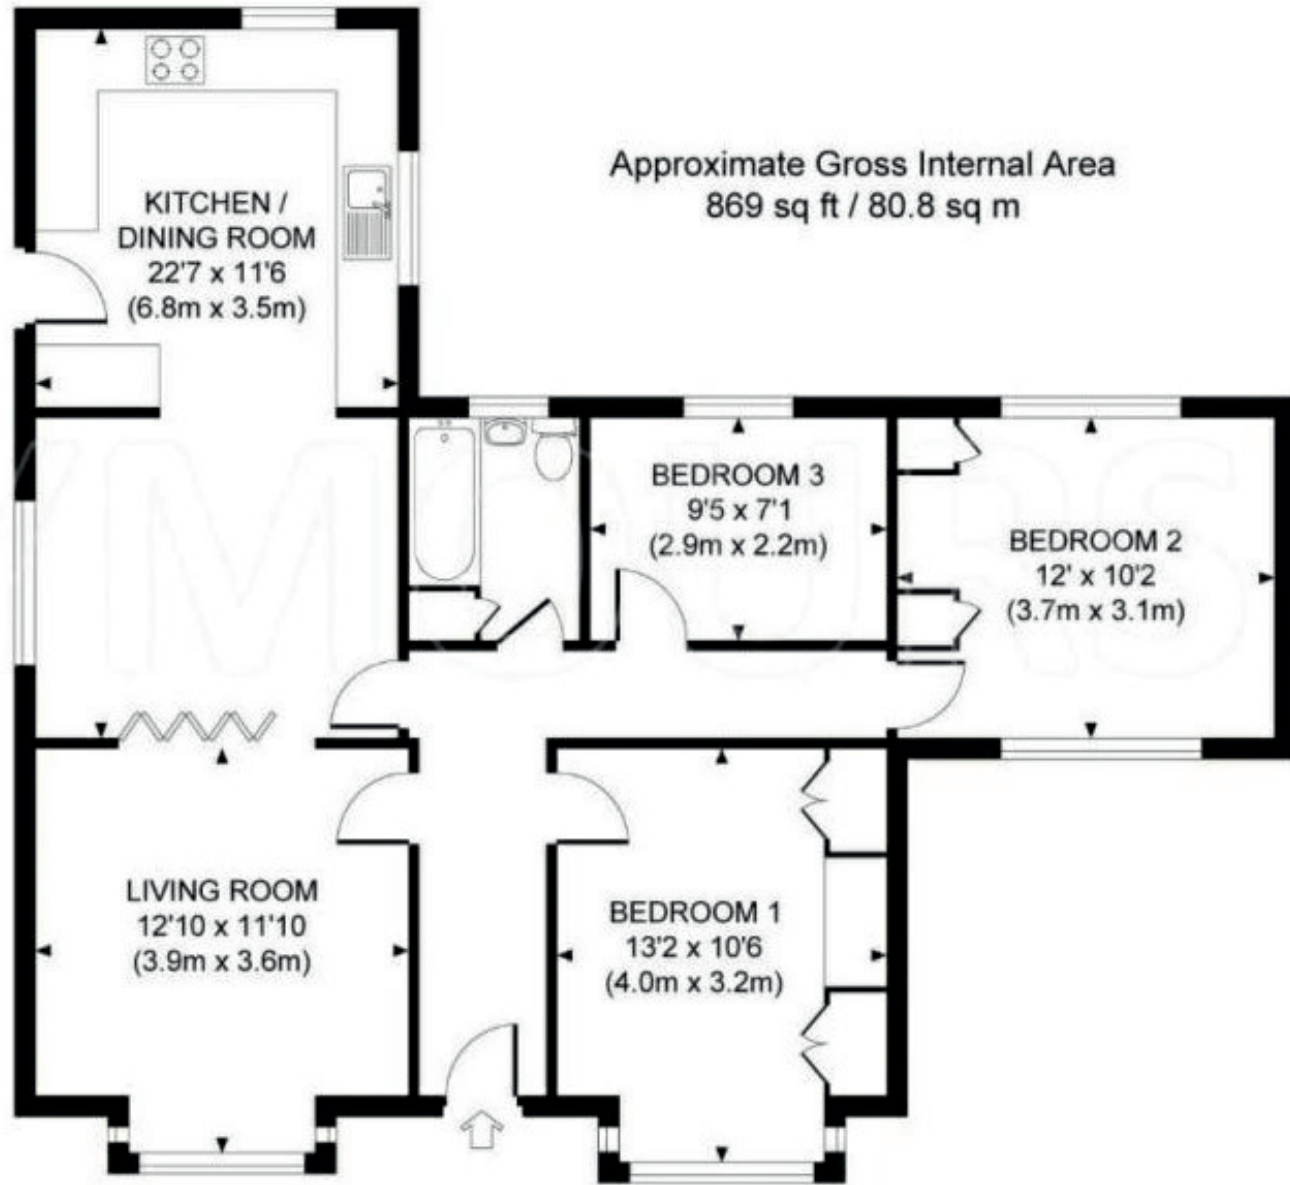 Approximate Gross Internal Area
869 sq ft / 80.8 sq m
KITCHEN /
DINING ROOM
22'7 x 11'6
(6.8m x 3.5m)
BEDROOM 3
9'5 x 7'1
(2.9m x 2.2m)
BEDROOM 2
12' x 10'2
(3.7m x 3.1m)
LIVING ROOM
12'10 x 11'10
(3.9m x 3.6m)
BEDROOM 1
13'2 x 10'6
(4.0m x 3.2m)
YMOURS